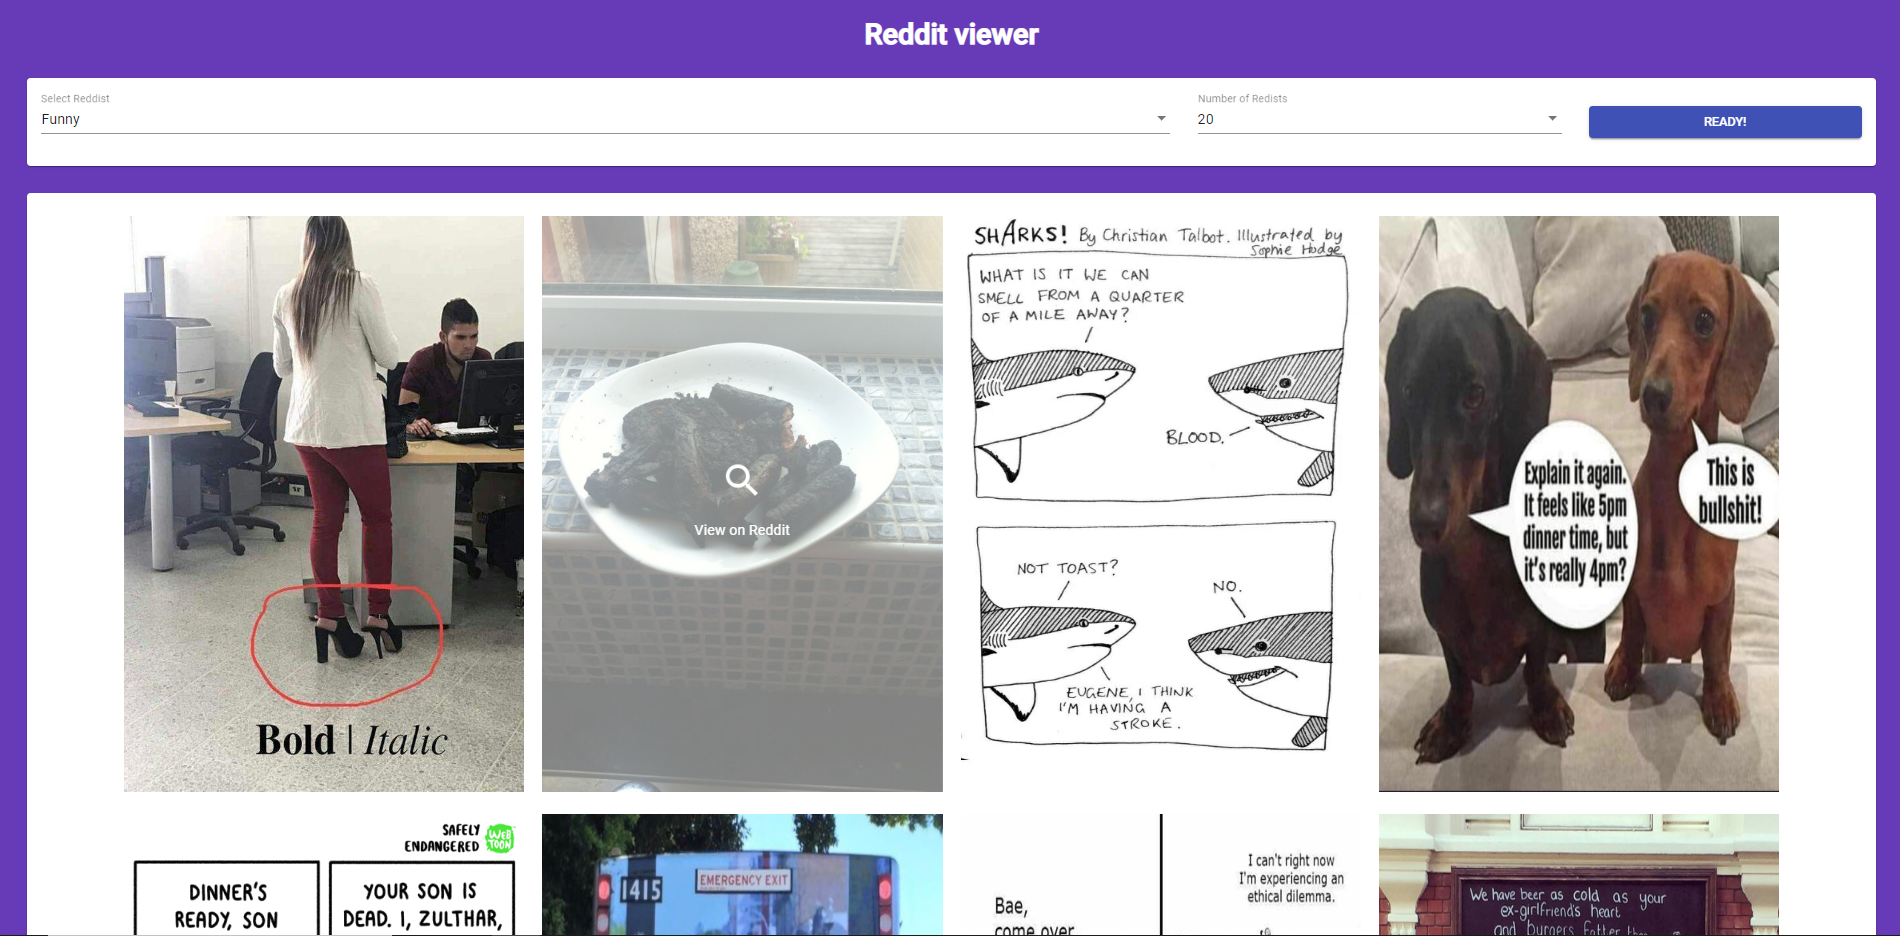 Reddit viewer
Select Reddist
Funny
Number of Redists
20
READY!
Bold | Italic
View on Reddit
SHARKS! By Christian Talbot. Illustrated by
Sophie Hodge
WHAT IS IT WE CAN
SMELL FROM A QUARTER
OF A MILE AWAY?
BLOOD.
NOT TOAST?
NO.
EUGENE, I THINK
I'M HAVING A
STROKE.
Explain it again.
It feels like 5pm
dinner time, but
it's really 4pm?
This is
bullshit!
SAFELY
ENDANGERED
WEBTOON
DINNER'S
READY, SON
YOUR SON IS
DEAD. I, ZULTHAR,
1415
EMERGENCY EXIT
Bae,
come over
I can't right now
I'm experiencing an
ethical dilemma.
We have beer as cold as your
ex-girlfriend's heart
and burgers fatter than